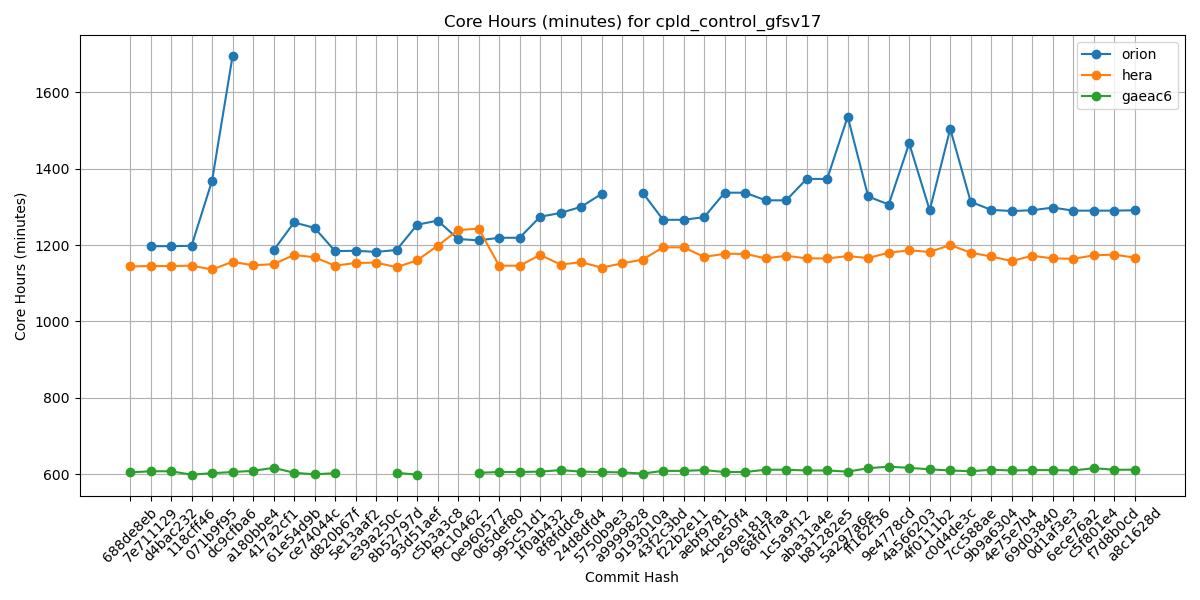 Core Hours (minutes) for cpld_control_gfsv17
orion
hera
gaeac6
Core Hours (minutes)
1600
1400
1200
1000
800
600
688de8eb
7e711129
d4bac232
118cff46
071b9f95
dc9cfba6
a180bbe4
417a2cf1
61e54d9b
ce74044c
d820b67f
5e13aaf2
e39a250c
8b52797d
93d51aef
c5b3a3c8
f9c10462
0e960577
065def80
995c51d1
1f0ab432
8f6fddc8
24d8dfd4
5750b9e3
a9999828
9193010a
43f2c3bd
f22b2e11
aebf9781
4cbe50f4
269e181a
68fd7faa
1c5a9f12
aba31a4e
b81282e5
5a297a6e
ff162f36
9e4778cd
4a566203
4f0111b2
c0d4de3c
7cc588ae
9b9a6304
4e75e7b4
69d03840
0d1af3e3
6ece76a2
c5f801e4
f7d8b0cd
a8c1628d
Commit Hash